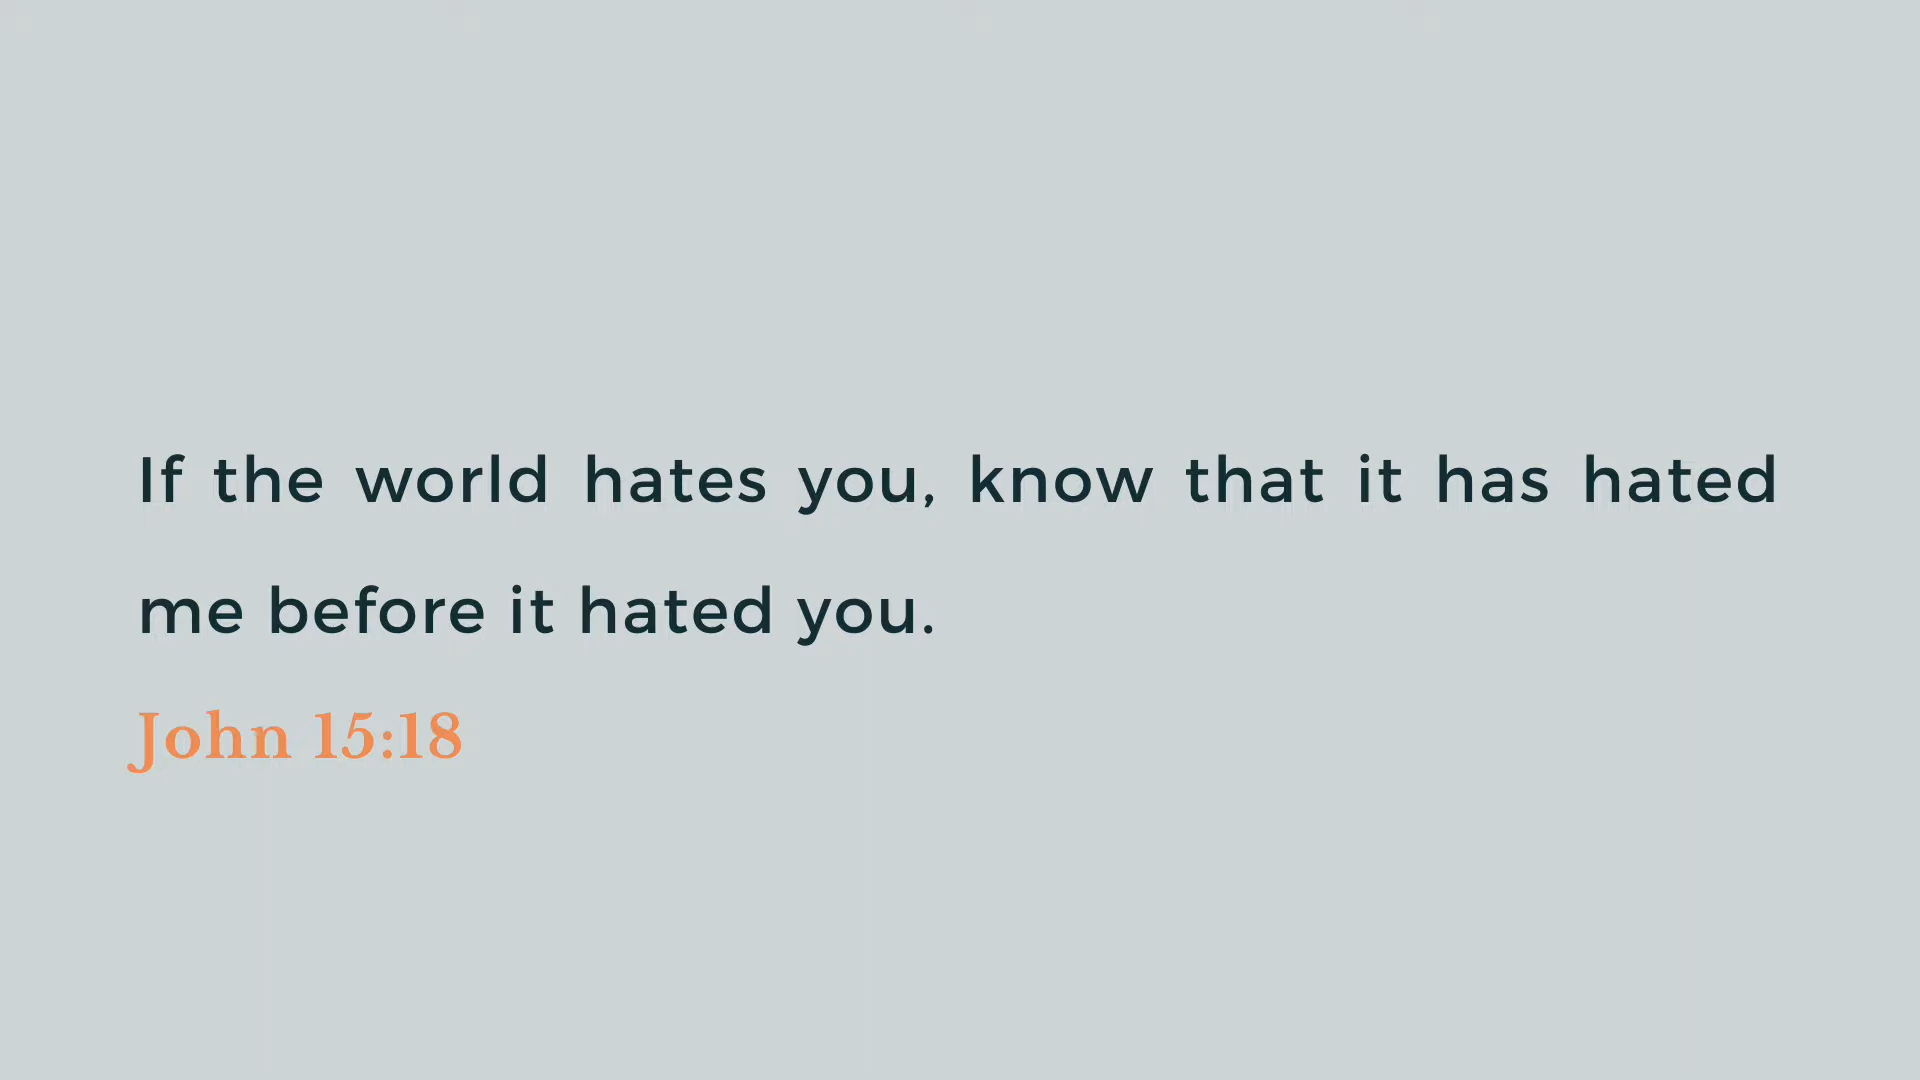 If the world hates you, know that it has hated
me before it hated you.
John 15:18